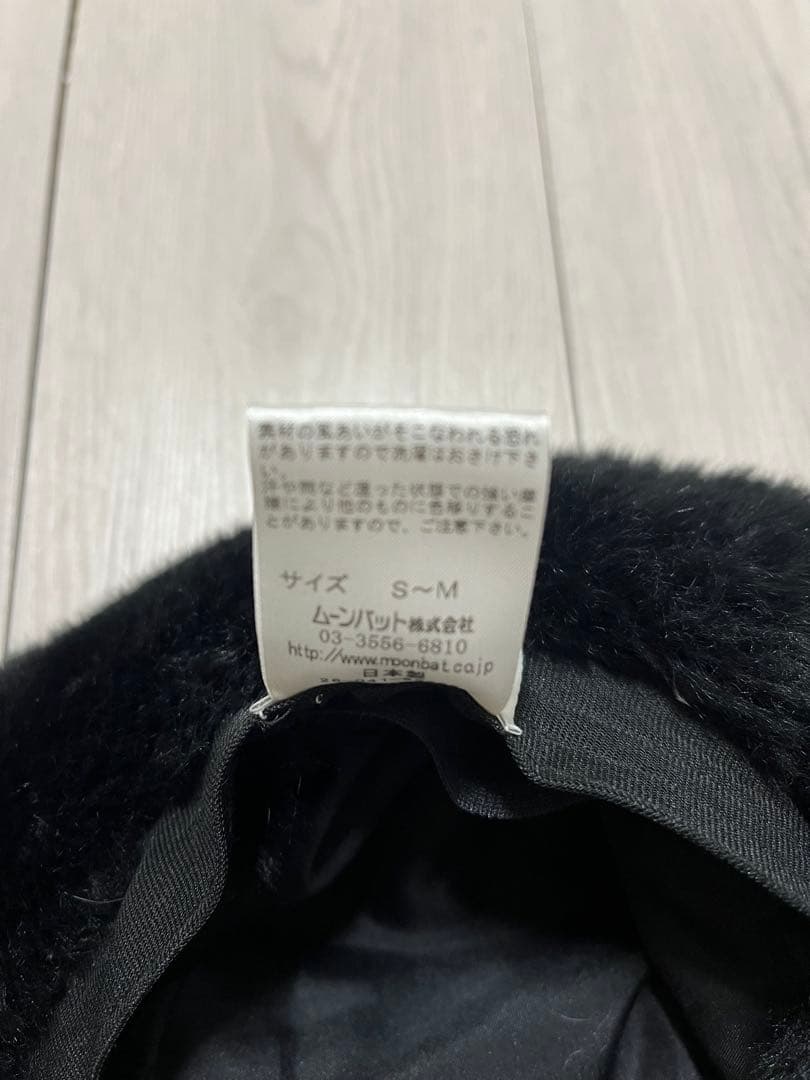 素材の風あいがそこなわれる恐れ
がありますので洗濯はおさけ下さ
い。
汗や雨など湿った状態での強い摩
擦により他のものに色移りするこ
とがありますので、ご注意下さい。
サイズ S～M
ムーンバット株式会社
03-3556-6810
http://www.moonbat.co.jp
日本製